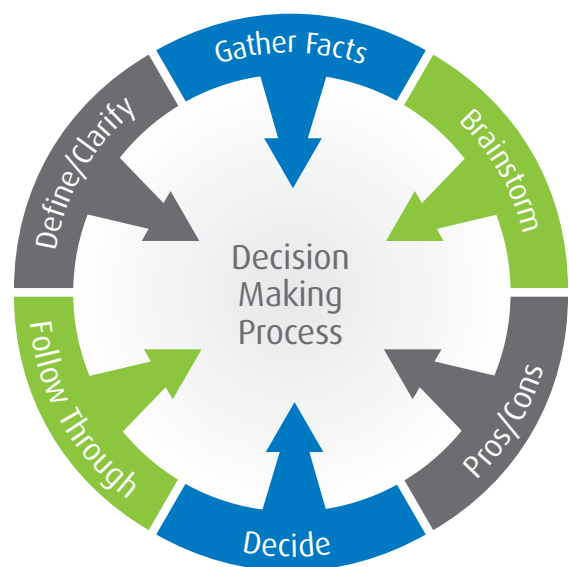 Gather Facts
Brainstorm
Define/Clarify
Decision
Making
Process
Follow Through
Pros/Cons
Decide